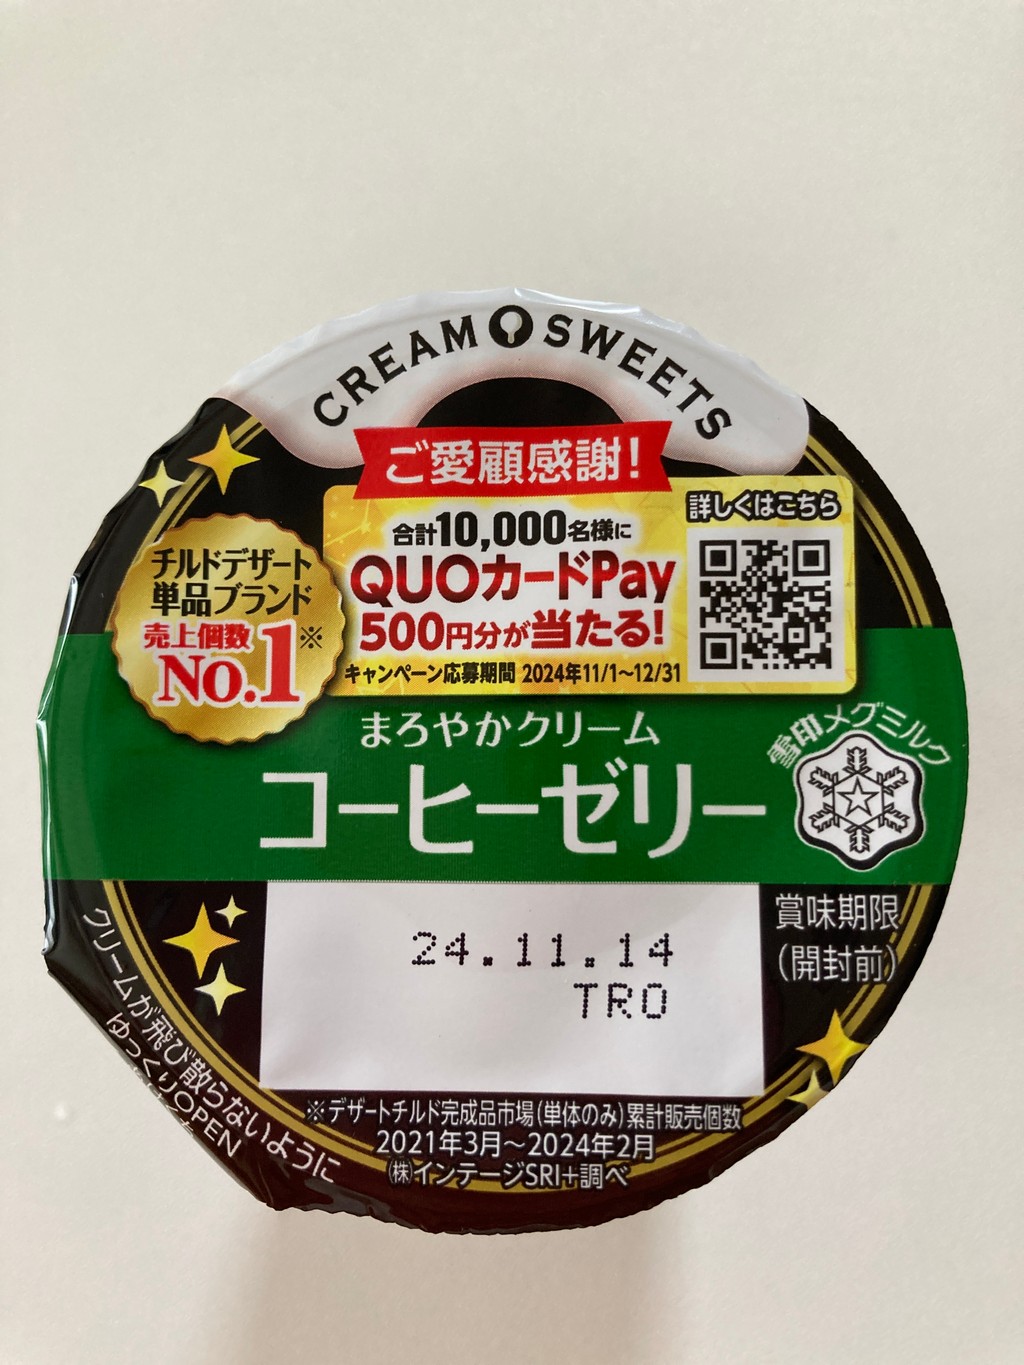 CREAM SWEETS
ご愛顧感謝!
合計10,000名様に
QUOカードPay
500円分が当たる!
キャンペーン応募期間 2024年11/1〜12/31
詳しくはこちら
チルドデザート
単品ブランド
売上個数
No.1※
まろやかクリーム
コーヒーゼリー
雪印メグミルク
24.11.14
TRO
賞味期限
(開封前)
クリームが飛び散らないように
ゆっくりOPEN
※デザートチルド完成品市場(単体のみ)累計販売個数
2021年3月〜2024年2月
㈱インテージSRI+調べ